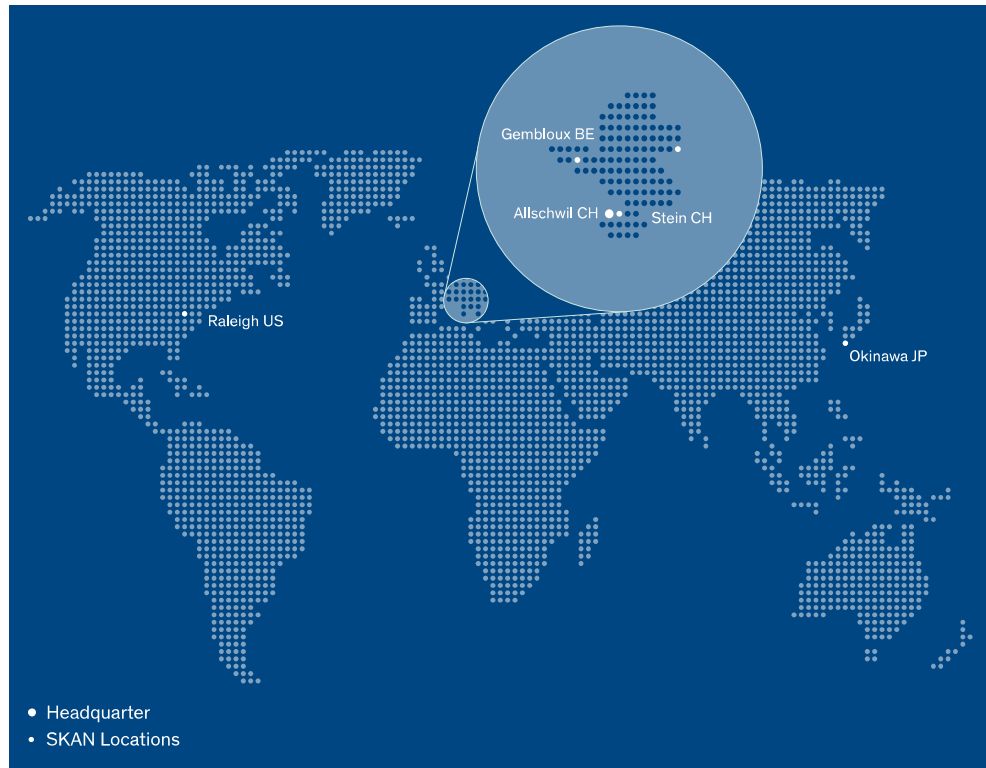 Gembloux BE
Allschwil CH
Stein CH
Raleigh US
Okinawa JP
Headquarter
SKAN Locations